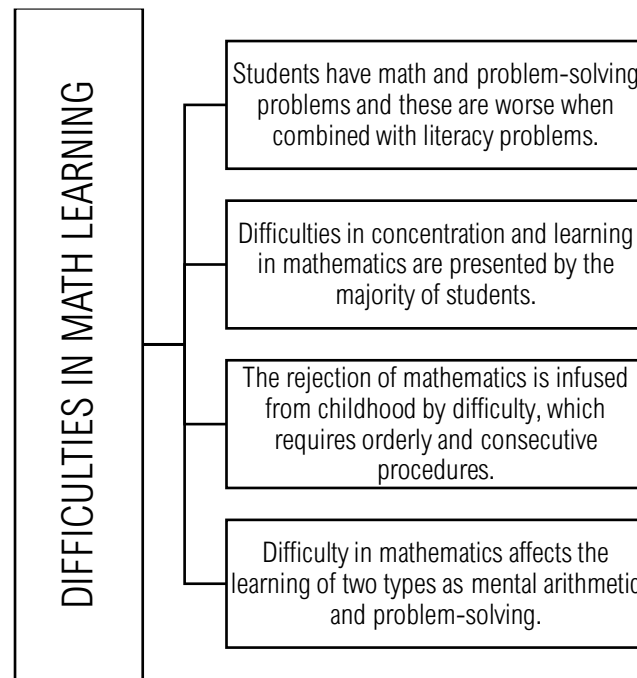 DIFFICULTIES IN MATH LEARNING
Students have math and problem-solving
problems and these are worse when
combined with literacy problems.
Difficulties in concentration and learning
in mathematics are presented by the
majority of students.
The rejection of mathematics is infused
from childhood by difficulty, which
requires orderly and consecutive
procedures.
Difficulty in mathematics affects the
learning of two types as mental arithmetic
and problem-solving.